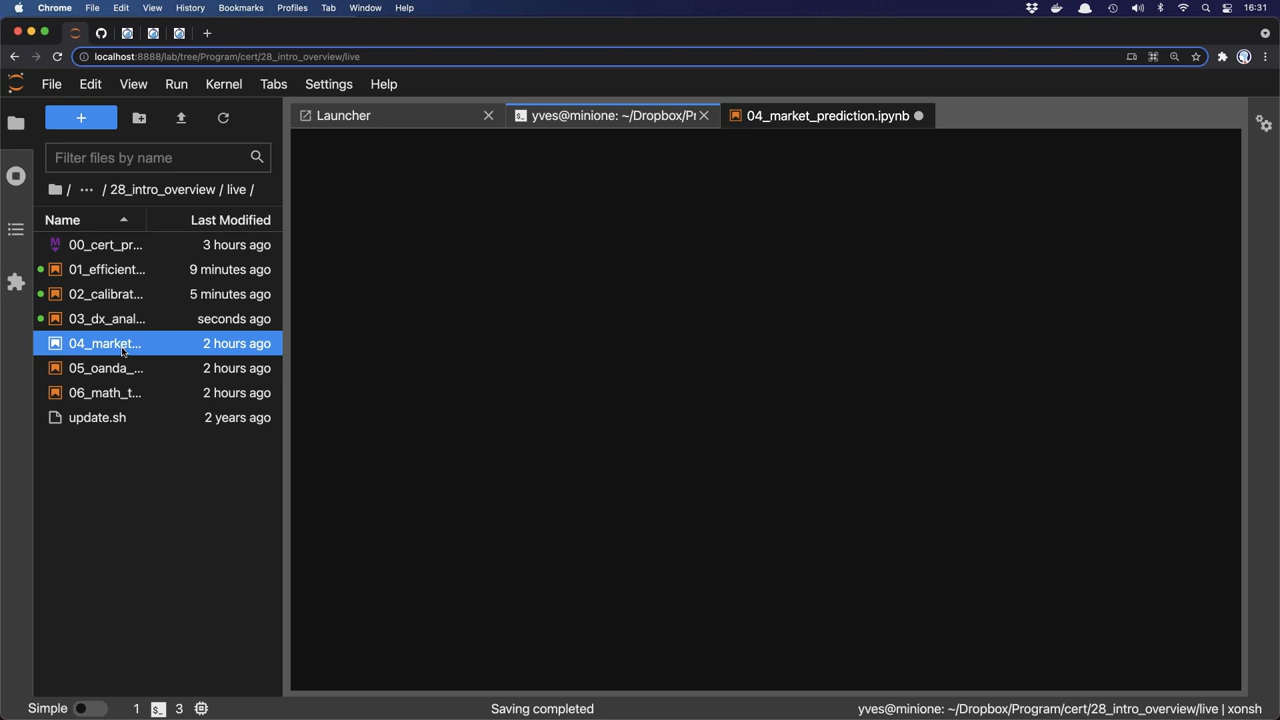 Chrome File Edit View History Bookmarks Profiles Tab Window Help 16:31
localhost:8888/lab/tree/Program/cert/28_intro_overview/live
File Edit View Run Kernel Tabs Settings Help
Launcher yves@minione: ~/Dropbox/Pr 04_market_prediction.ipynb
Filter files by name
/ ··· / 28_intro_overview / live /
Name Last Modified
00_cert_pr... 3 hours ago
01_efficient... 9 minutes ago
02_calibrat... 5 minutes ago
03_dx_anal... seconds ago
04_market... 2 hours ago
05_oanda_... 2 hours ago
06_math_t... 2 hours ago
update.sh 2 years ago
Simple 1 $_ 3 Saving completed yves@minione: ~/Dropbox/Program/cert/28_intro_overview/live | xonsh